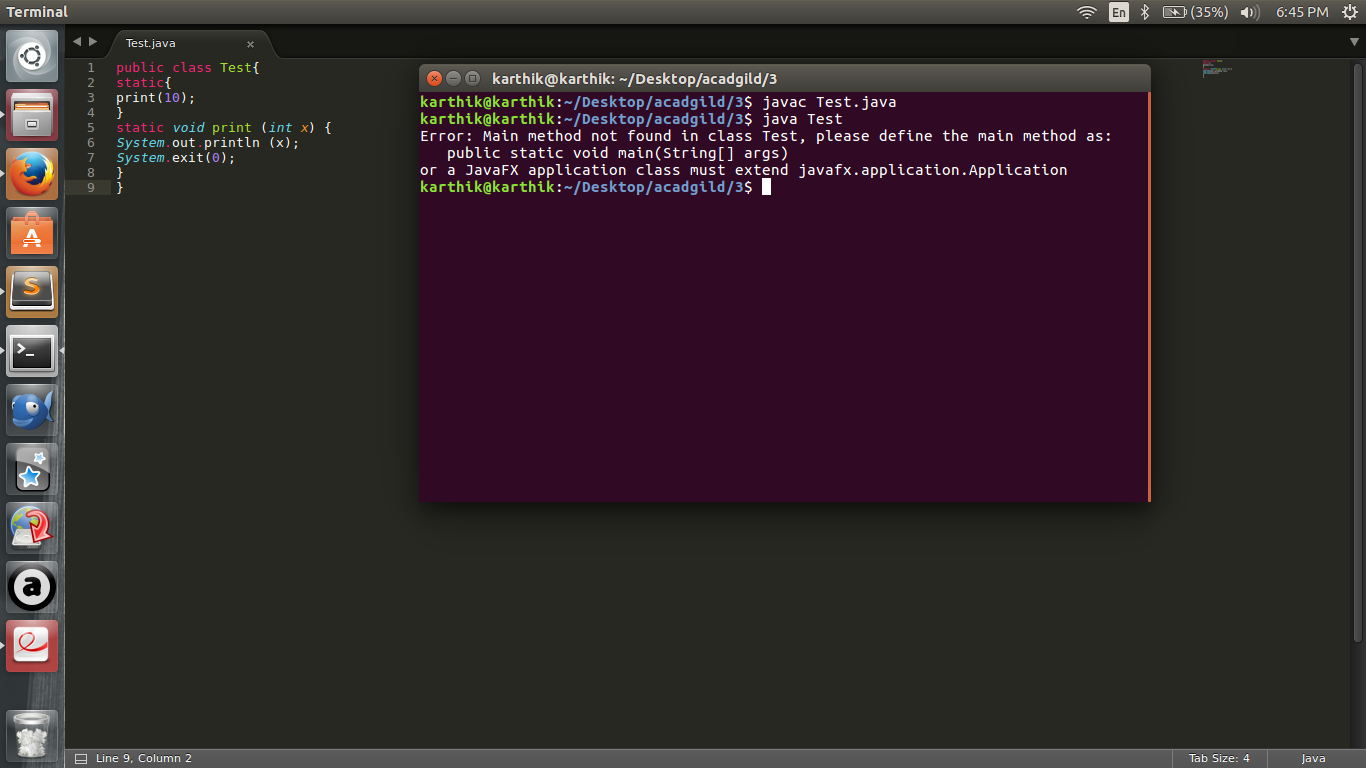 Terminal
En
(35%)
6:45 PM
Test.java
1 public class Test{
2 static{
3 print(10);
4 }
5 static void print (int x) {
6 System.out.println (x);
7 System.exit(0);
8 }
9 }
karthik@karthik: ~/Desktop/acadgild/3
karthik@karthik:~/Desktop/acadgild/3$ javac Test.java
karthik@karthik:~/Desktop/acadgild/3$ java Test
Error: Main method not found in class Test, please define the main method as:
   public static void main(String[] args)
or a JavaFX application class must extend javafx.application.Application
karthik@karthik:~/Desktop/acadgild/3$
Line 9, Column 2
Tab Size: 4
Java